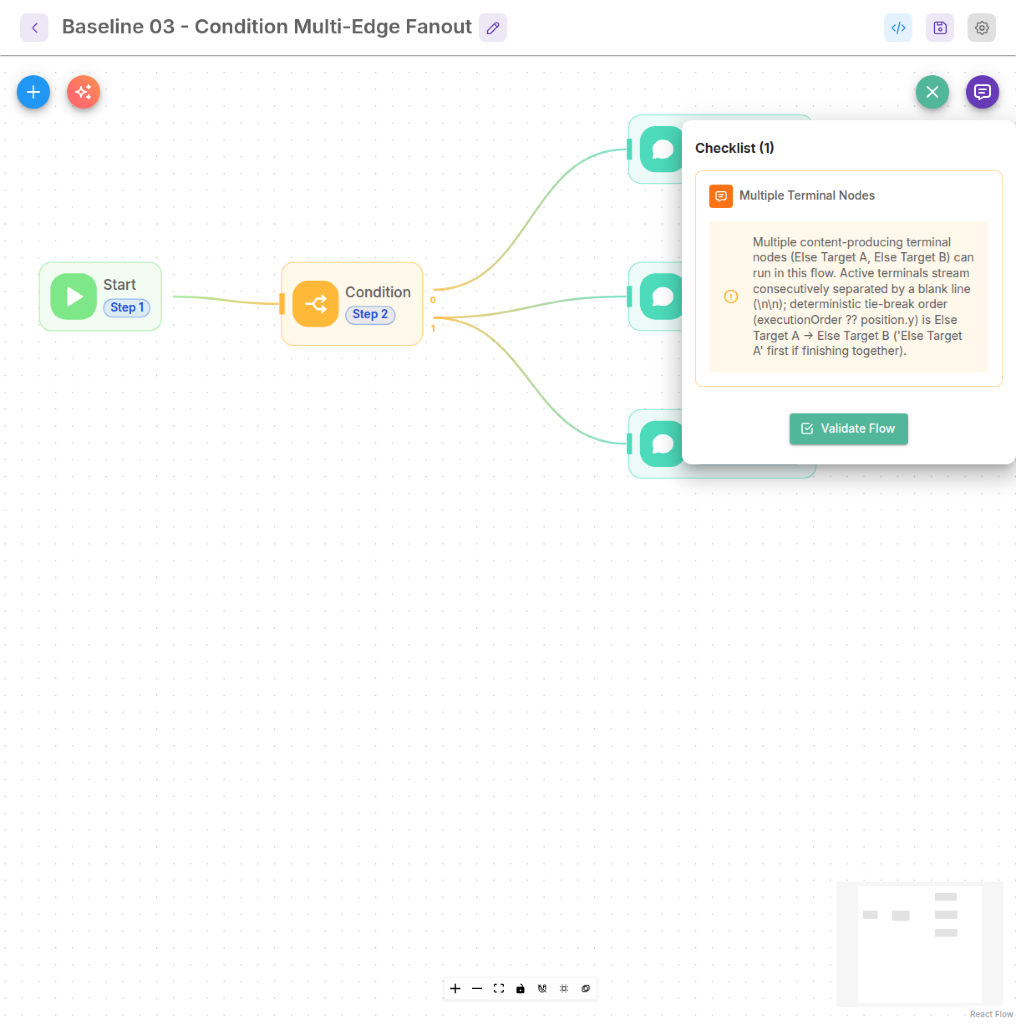 Baseline 03 - Condition Multi-Edge Fanout
Checklist (1)
Multiple Terminal Nodes
Multiple content-producing terminal
nodes (Else Target A, Else Target B) can
run in this flow. Active terminals stream
consecutively separated by a blank line
(\n\n); deterministic tie-break order
(executionOrder ?? position.y) is Else
Target A → Else Target B ('Else Target
A' first if finishing together).
Validate Flow
Start
Step 1
Condition
Step 2
0
1
React Flow